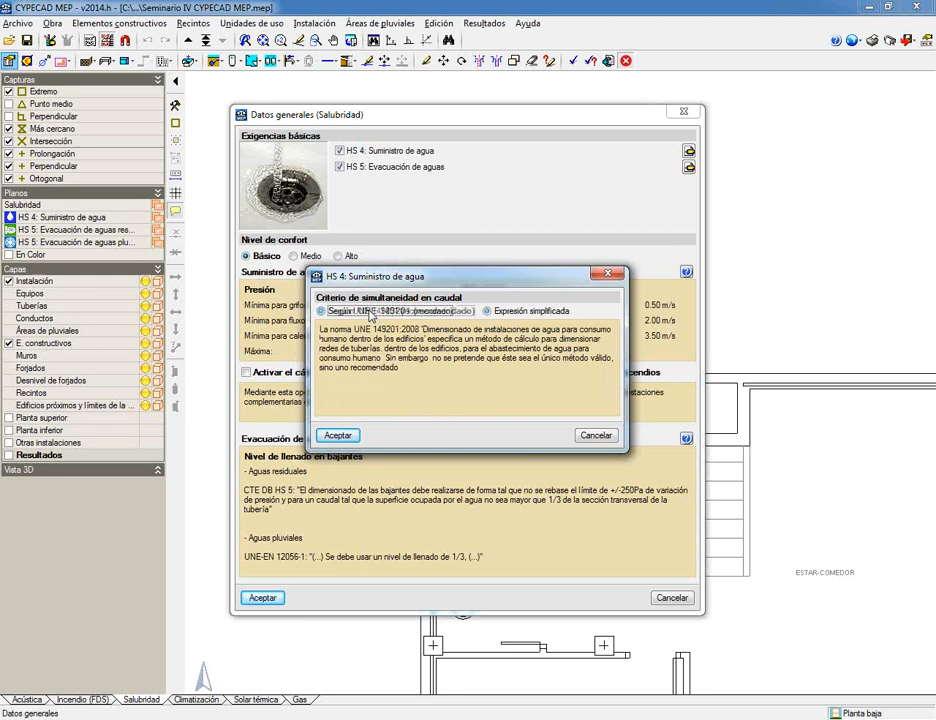 CYPECAD MEP - v2014.h - [C:\...\Seminario IV CYPECAD MEP.mep]
Archivo Obra Elementos constructivos Recintos Unidades de uso Instalación Áreas de pluviales Edición Resultados Ayuda
Capturas
Extremo
Punto medio
Perpendicular
Más cercano
Intersección
Prolongación
Perpendicular
Ortogonal
Planos
Salubridad
HS 4: Suministro de agua
HS 5: Evacuación de aguas res...
HS 5: Evacuación de aguas plu...
En Color
Capas
Instalación
Equipos
Tuberías
Conductos
Áreas de pluviales
E. constructivos
Muros
Forjados
Desnivel de forjados
Recintos
Edificios próximos y límites de la ...
Planta superior
Planta inferior
Otras instalaciones
Resultados
Vista 3D
Datos generales (Salubridad)
Exigencias básicas
HS 4: Suministro de agua
HS 5: Evacuación de aguas
Nivel de confort
Básico Medio Alto
Suministro de a
Presión
Mínima para grifo
0.50 m/s
Mínima para fluxo
2.00 m/s
Mínima para cale
3.50 m/s
Máxima:
Activar el cá
cendios
Mediante esta op
staciones
complementarias
HS 4: Suministro de agua
Criterio de simultaneidad en caudal
Según UNE 149201 (recomendado) Expresión simplificada
La norma UNE 149201:2008 "Dimensionado de instalaciones de agua para consumo
humano dentro de los edificios" especifica un método de cálculo para dimensionar
redes de tuberías, dentro de los edificios, para el abastecimiento de agua para
consumo humano Sin embargo no se pretende que éste sea el único método válido,
sino uno recomendado
Aceptar Cancelar
Evacuación de
Nivel de llenado en bajantes
- Aguas residuales
CTE DB HS 5: "El dimensionado de las bajantes debe realizarse de forma tal que no se rebase el límite de +/-250Pa de variación
de presión y para un caudal tal que la superficie ocupada por el agua no sea mayor que 1/3 de la sección transversal de la
tubería"
- Aguas pluviales
UNE-EN 12056-1: "(...) Se debe usar un nivel de llenado de 1/3, (...)"
Aceptar Cancelar
ESTAR-COMEDOR
Acústica Incendio (FDS) Salubridad Climatización Solar térmica Gas
Datos generales Planta baja